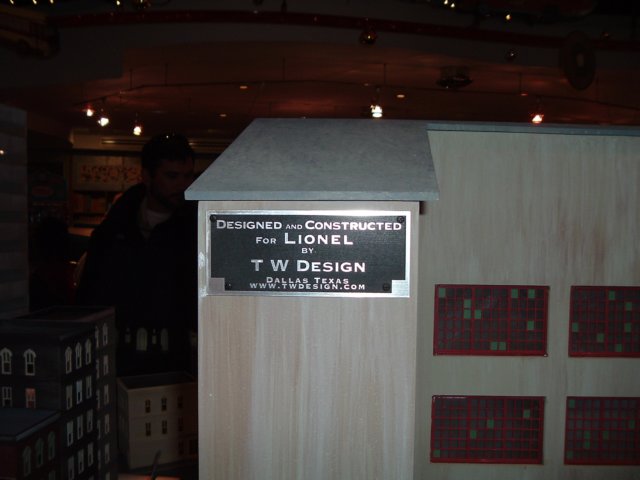 DESIGNED AND CONSTRUCTED
FOR LIONEL
BY
T W DESIGN
DALLAS TEXAS
WWW.TWDESIGN.COM